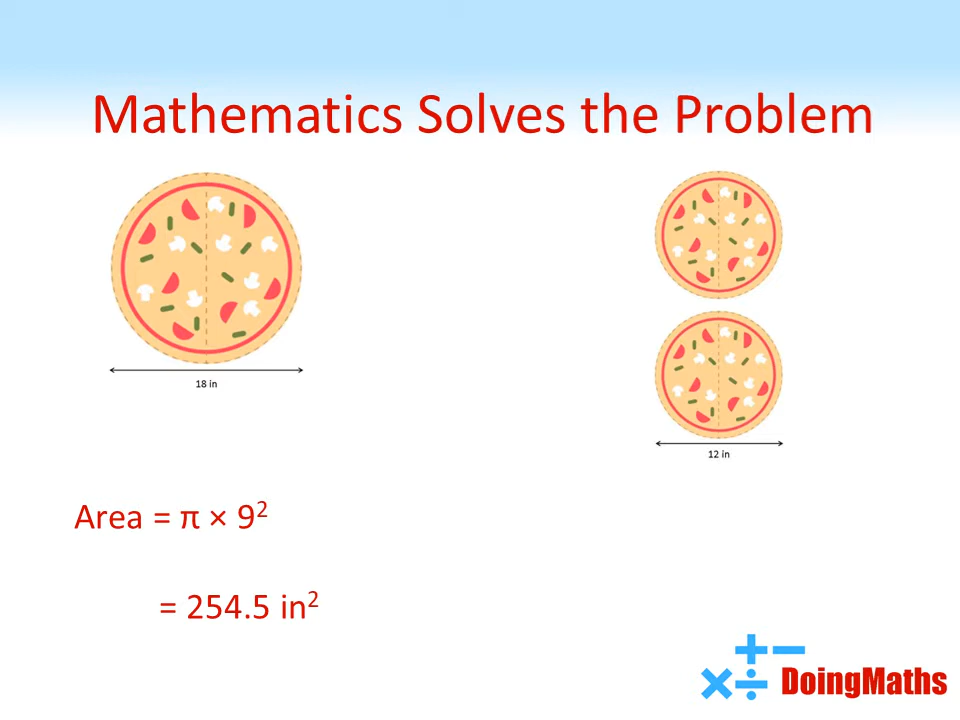 Mathematics Solves the Problem
18 in
12 in
Area = π × 9²
= 254.5 in²
DoingMaths